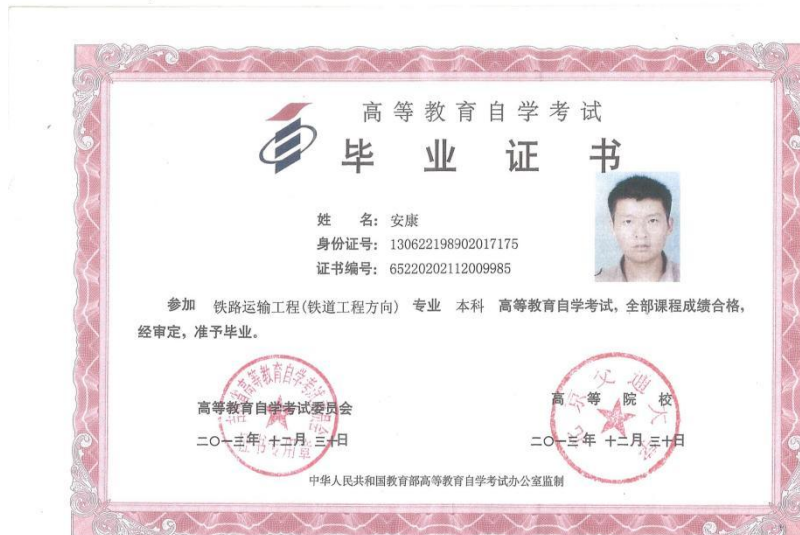 高等教育自学考试
毕业证书
姓 名：安康
身份证号：130622198902017175
证书编号：65220202112009985
参加 铁路运输工程(铁道工程方向) 专业 本科 高等教育自学考试，全部课程成绩合格，
经审定，准予毕业。
高等教育自学考试委员会
高等院校
北京交通大学
二〇一三年 十二月 三十日
二〇一三年 十二月 三十日
中华人民共和国教育部高等教育自学考试办公室监制